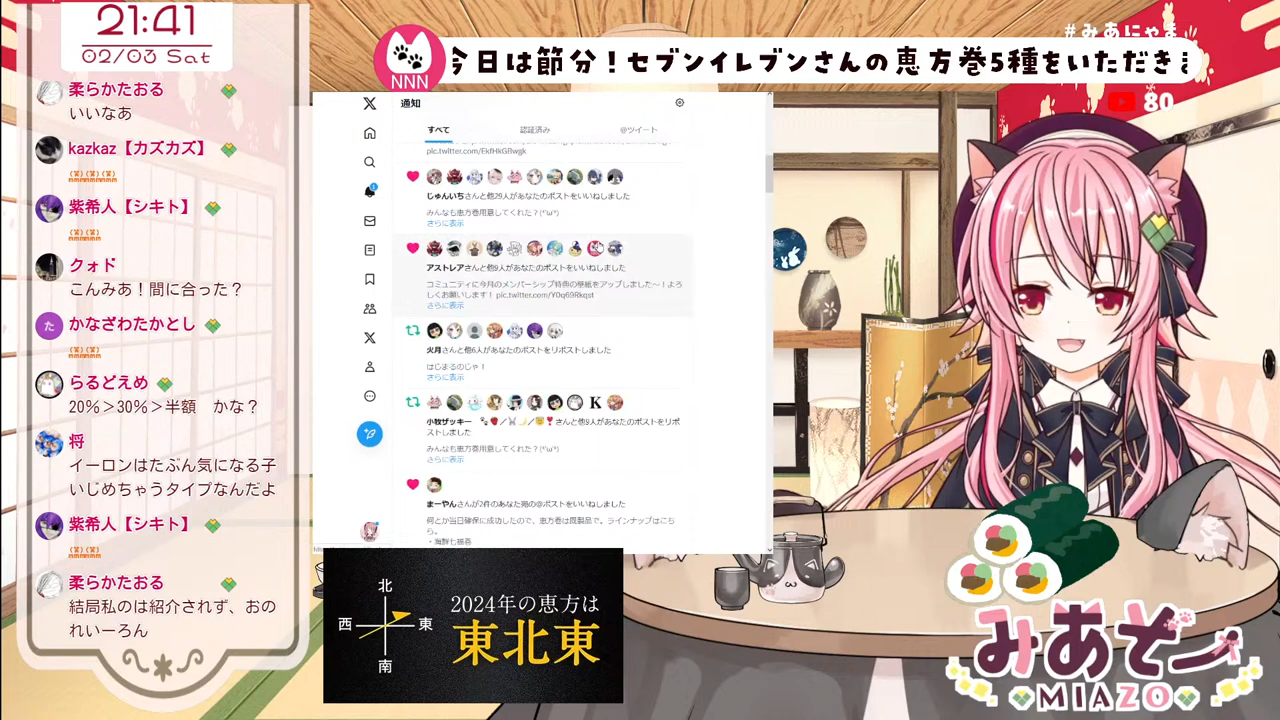 21:41
02/03 Sat
柔らかたおる
いいなあ
kazkaz【カズカズ】
紫希人【シキト】
クォド
こんみあ！間に合った？
た
かなざわたかとし
らるどえめ
20%＞30%＞半額　かな？
将
イーロンはたぶん気になる子
いじめちゃうタイプなんだよ
紫希人【シキト】
柔らかたおる
結局私のは紹介されず、おの
れいーろん
NNN
今日は節分！セブンイレブンさんの恵方巻5種をいただきま
#みあにゃま
80
通知
すべて
認証済み
@ツイート
pic.twitter.com/EkfHkGBwgk
じゅんいちさんと他29人があなたのポストをいいねしました
みんなも恵方巻用意してくれた？(*'ω'*)
さらに表示
アストレアさんと他9人があなたのポストをいいねしました
コミュニティに今月のメンバーシップ特典の壁紙をアップしました～！よろ
しくお願いします！ pic.twitter.com/Y0q69Rkqst
さらに表示
火月さんと他6人があなたのポストをリポストしました
はじまるのじゃ！
さらに表示
K
小牧ザッキー　🐾🍓／🐰🌙／😇❣さんと他9人があなたのポストをリポ
ストしました
みんなも恵方巻用意してくれた？(*'ω'*)
さらに表示
まーやんさんが2件のあなた宛の@ポストをいいねしました
何とか当日確保に成功したので、恵方巻は既製品で。ラインナップはこち
ら。
・海鮮七福巻
北
西
東
南
2024年の恵方は
東北東
みあぞー
MIAZO